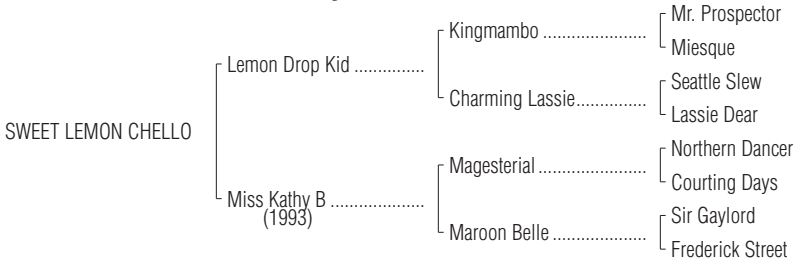 Mr. Prospector
Kingmambo ......................
Miesque
Lemon Drop Kid ...............
Seattle Slew
Charming Lassie...............
Lassie Dear
SWEET LEMON CHELLO
Northern Dancer
Magesterial ......................
Courting Days
Miss Kathy B ....................
(1993)
Sir Gaylord
Maroon Belle ....................
Frederick Street